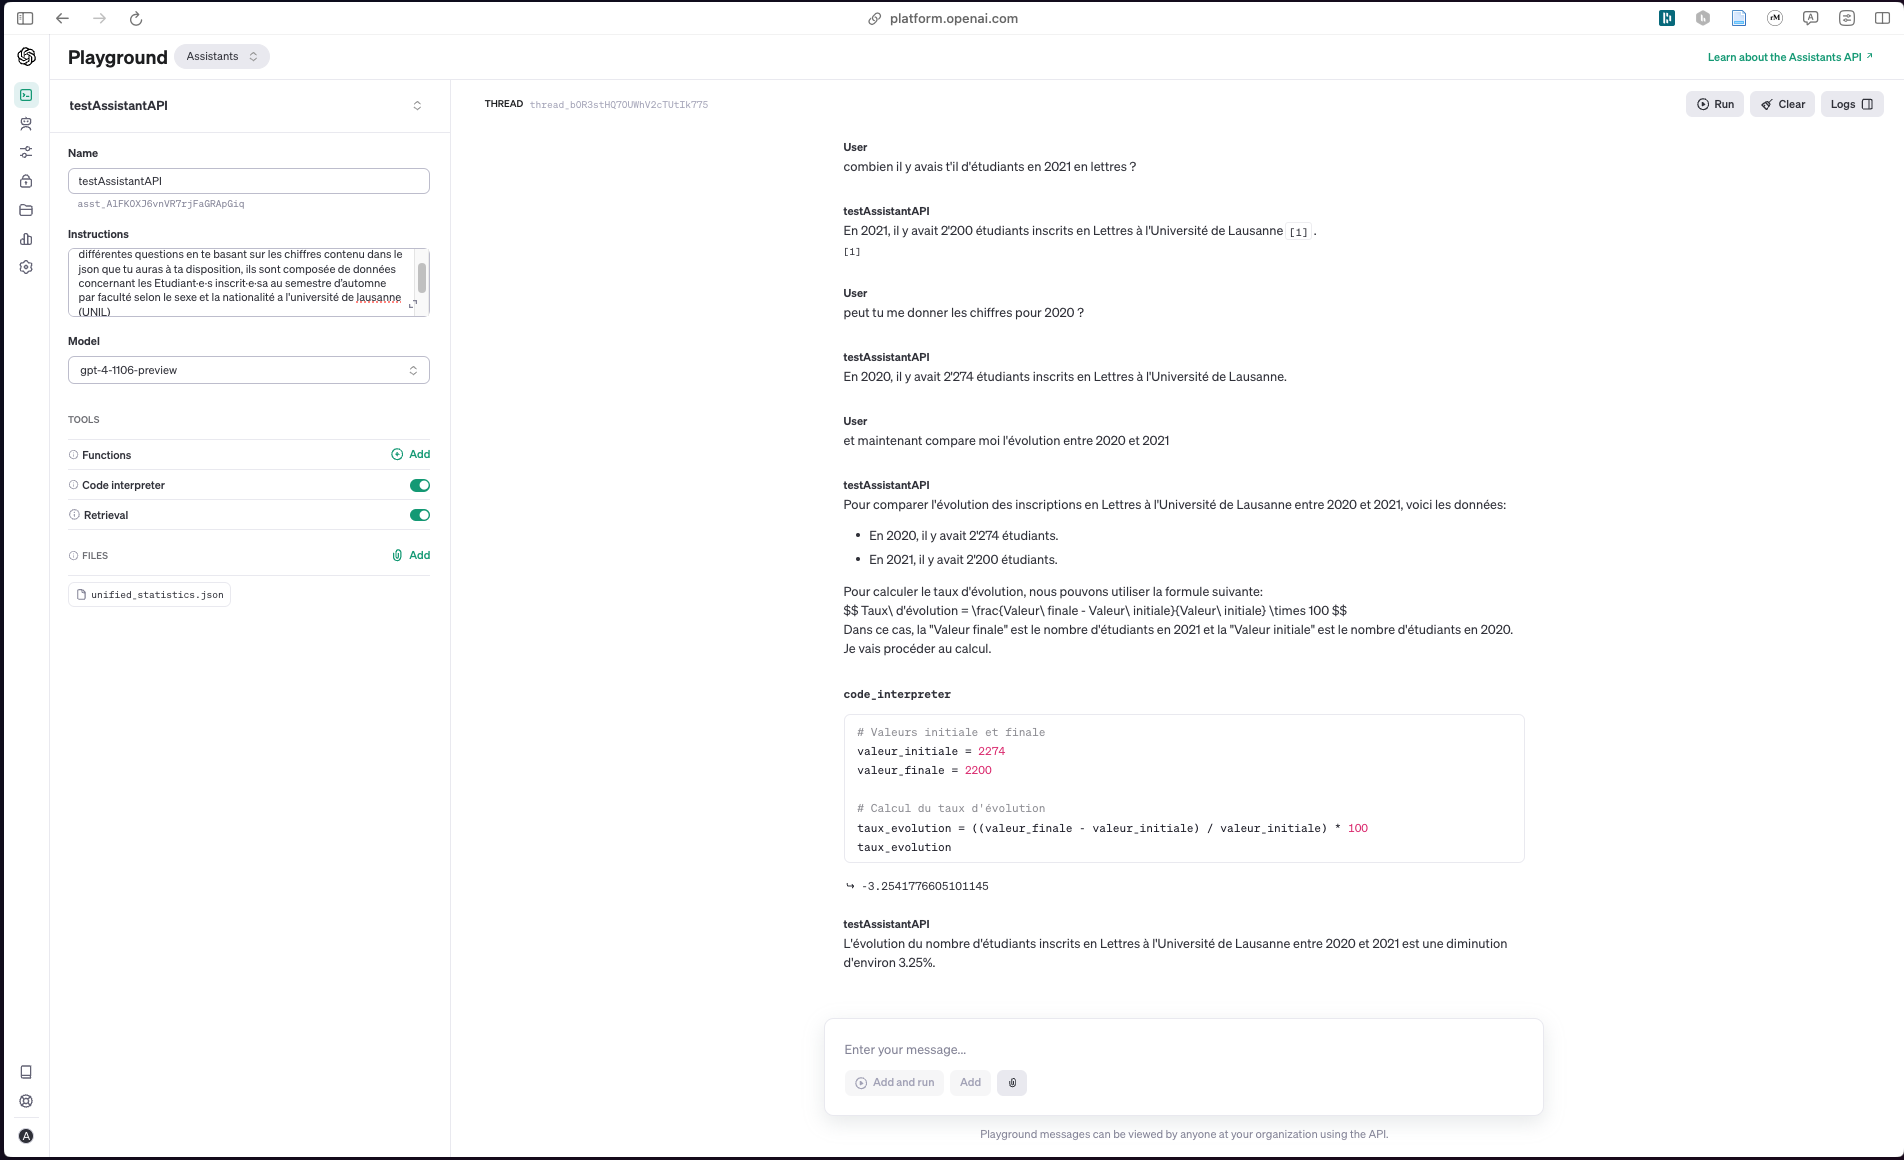 platform.openai.com
Playground
Assistants
Learn about the Assistants API
testAssistantAPI
Name
testAssistantAPI
asst_AlFKOXJ6vnVR7rjFaGRApGiq
Instructions
différentes questions en te basant sur les chiffres contenu dans le
json que tu auras à ta disposition, ils sont composée de données
concernant les Etudiant·e·s inscrit·e·sa au semestre d'automne
par faculté selon le sexe et la nationalité a l'université de lausanne
(UNIL)
Model
gpt-4-1106-preview
TOOLS
Functions
Add
Code interpreter
Retrieval
FILES
Add
unified_statistics.json
THREAD thread_bOR3stHQ7OUWhV2cTUtIk775
Run
Clear
Logs
User
combien il y avais t'il d'étudiants en 2021 en lettres ?
testAssistantAPI
En 2021, il y avait 2'200 étudiants inscrits en Lettres à l'Université de Lausanne [1] .
[1]
User
peut tu me donner les chiffres pour 2020 ?
testAssistantAPI
En 2020, il y avait 2'274 étudiants inscrits en Lettres à l'Université de Lausanne.
User
et maintenant compare moi l'évolution entre 2020 et 2021
testAssistantAPI
Pour comparer l'évolution des inscriptions en Lettres à l'Université de Lausanne entre 2020 et 2021, voici les données:
• En 2020, il y avait 2'274 étudiants.
• En 2021, il y avait 2'200 étudiants.
Pour calculer le taux d'évolution, nous pouvons utiliser la formule suivante:
$$ Taux\ d'évolution = \frac{Valeur\ finale - Valeur\ initiale}{Valeur\ initiale} \times 100 $$
Dans ce cas, la "Valeur finale" est le nombre d'étudiants en 2021 et la "Valeur initiale" est le nombre d'étudiants en 2020.
Je vais procéder au calcul.
code_interpreter
# Valeurs initiale et finale
valeur_initiale = 2274
valeur_finale = 2200
# Calcul du taux d'évolution
taux_evolution = ((valeur_finale - valeur_initiale) / valeur_initiale) * 100
taux_evolution
↪ -3.2541776605101145
testAssistantAPI
L'évolution du nombre d'étudiants inscrits en Lettres à l'Université de Lausanne entre 2020 et 2021 est une diminution
d'environ 3.25%.
Enter your message...
Add and run
Add
Playground messages can be viewed by anyone at your organization using the API.
A